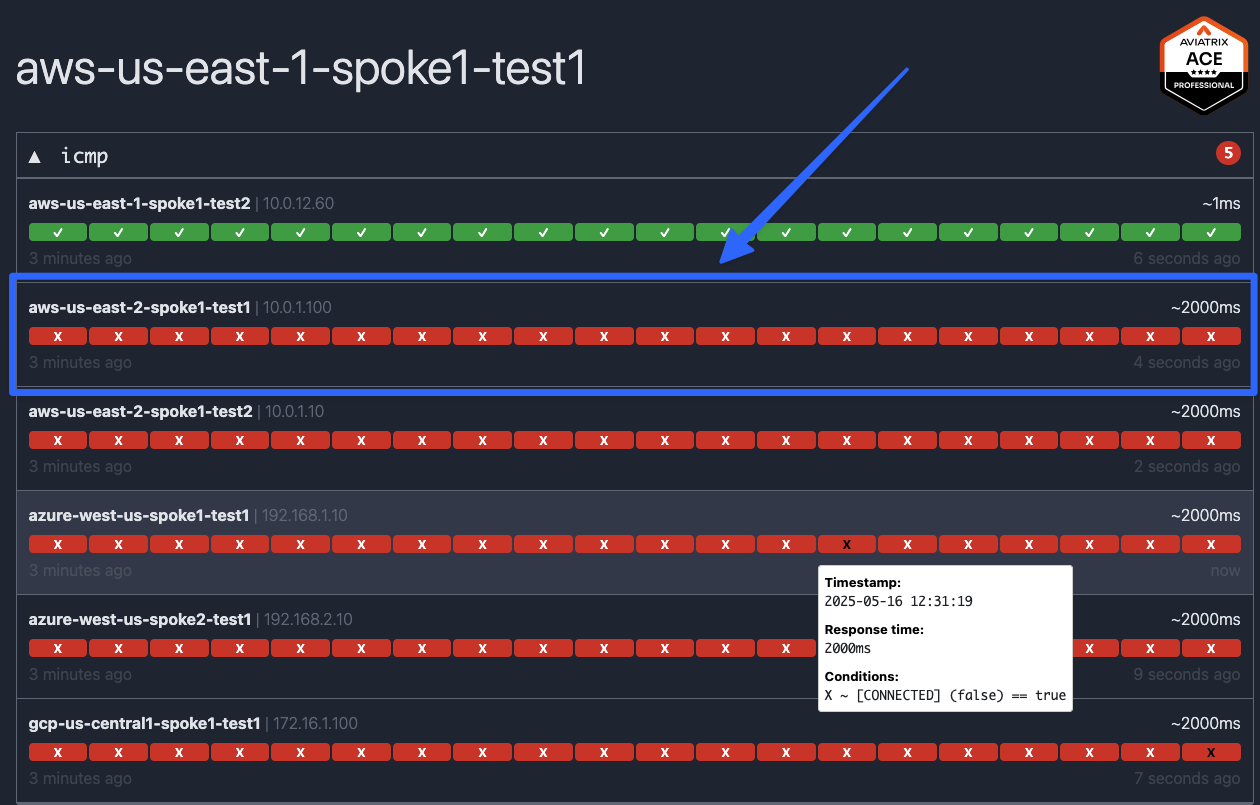 aws-us-east-1-spoke1-test1
AVIATRIX
ACE
PROFESSIONAL
▲ icmp 5
aws-us-east-1-spoke1-test2 | 10.0.12.60 ~1ms
✓ ✓ ✓ ✓ ✓ ✓ ✓ ✓ ✓ ✓ ✓ ✓ ✓ ✓ ✓ ✓ ✓ ✓ ✓ ✓
3 minutes ago 6 seconds ago
aws-us-east-2-spoke1-test1 | 10.0.1.100 ~2000ms
X X X X X X X X X X X X X X X X X X X X
3 minutes ago 4 seconds ago
aws-us-east-2-spoke1-test2 | 10.0.1.10 ~2000ms
X X X X X X X X X X X X X X X X X X X X
3 minutes ago 2 seconds ago
azure-west-us-spoke1-test1 | 192.168.1.10 ~2000ms
X X X X X X X X X X X X X X X X X X X X
3 minutes ago now
Timestamp:
2025-05-16 12:31:19
Response time:
2000ms
Conditions:
X ~ [CONNECTED] (false) == true
azure-west-us-spoke2-test1 | 192.168.2.10 ~2000ms
X X X X X X X X X X X X X X X X
3 minutes ago 9 seconds ago
gcp-us-central1-spoke1-test1 | 172.16.1.100 ~2000ms
X X X X X X X X X X X X X X X X X X X X
3 minutes ago 7 seconds ago